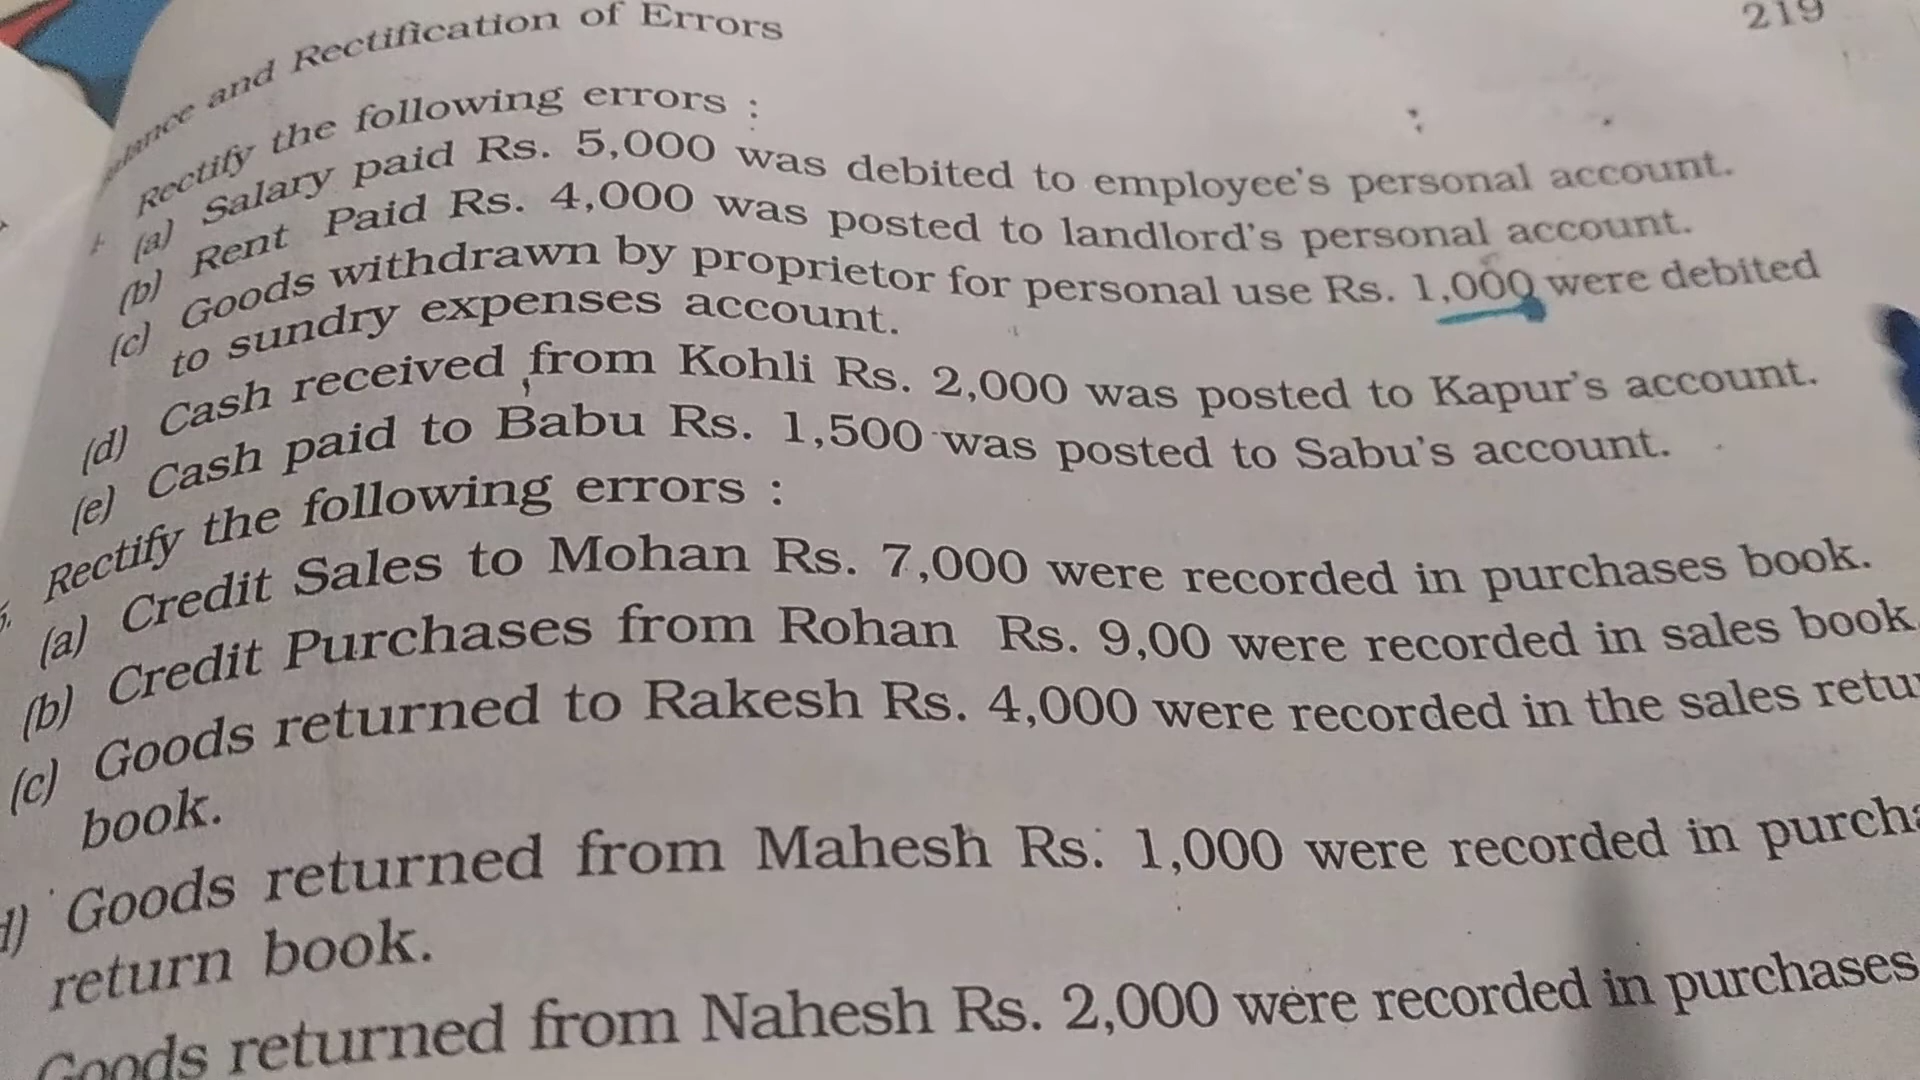 and Rectification of Errors
219
Rectify the following errors :
(a) Salary paid Rs. 5,000 was debited to employee's personal account.
(b) Rent Paid Rs. 4,000 was posted to landlord's personal account.
(c) Goods withdrawn by proprietor for personal use Rs. 1,000 were debited
to sundry expenses account.
(d) Cash received from Kohli Rs. 2,000 was posted to Kapur's account.
(e) Cash paid to Babu Rs. 1,500 was posted to Sabu's account.
Rectify the following errors :
(a) Credit Sales to Mohan Rs. 7,000 were recorded in purchases book.
(b) Credit Purchases from Rohan Rs. 9,00 were recorded in sales book.
(c) Goods returned to Rakesh Rs. 4,000 were recorded in the sales
book.
Goods returned from Mahesh Rs. 1,000 were recorded in
return book.
Goods returned from Nahesh Rs. 2,000 were recorded in purchases